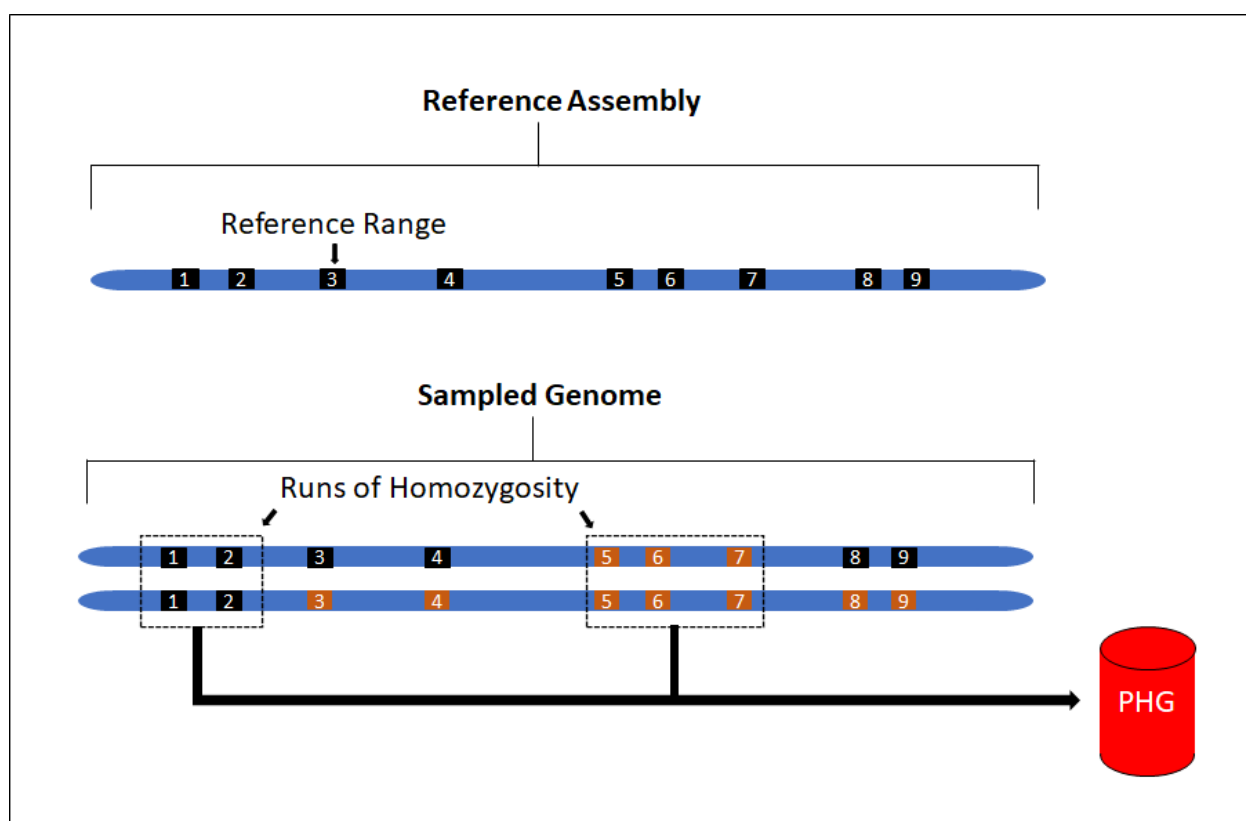 Reference Assembly
Reference Range
1 2 3 4 5 6 7 8 9
Sampled Genome
Runs of Homozygosity
1 2 3 4 5 6 7 8 9
1 2 3 4 5 6 7 8 9
PHG